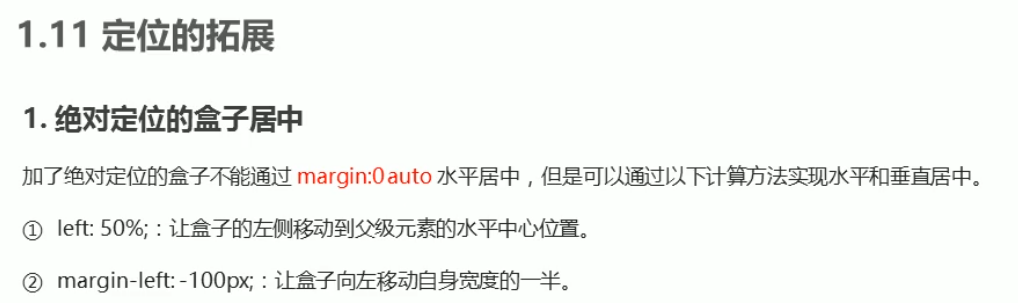 1.11 定位的拓展
1. 绝对定位的盒子居中
加了绝对定位的盒子不能通过 margin:0 auto 水平居中，但是可以通过以下计算方法实现水平和垂直居中。
① left: 50%;：让盒子的左侧移动到父级元素的水平中心位置。
② margin-left: -100px;：让盒子向左移动自身宽度的一半。